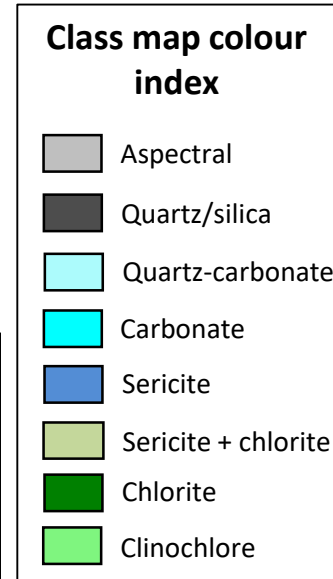 Class map colour
index
Aspectral
Quartz/silica
Quartz-carbonate
Carbonate
Sericite
Sericite + chlorite
Chlorite
Clinochlore